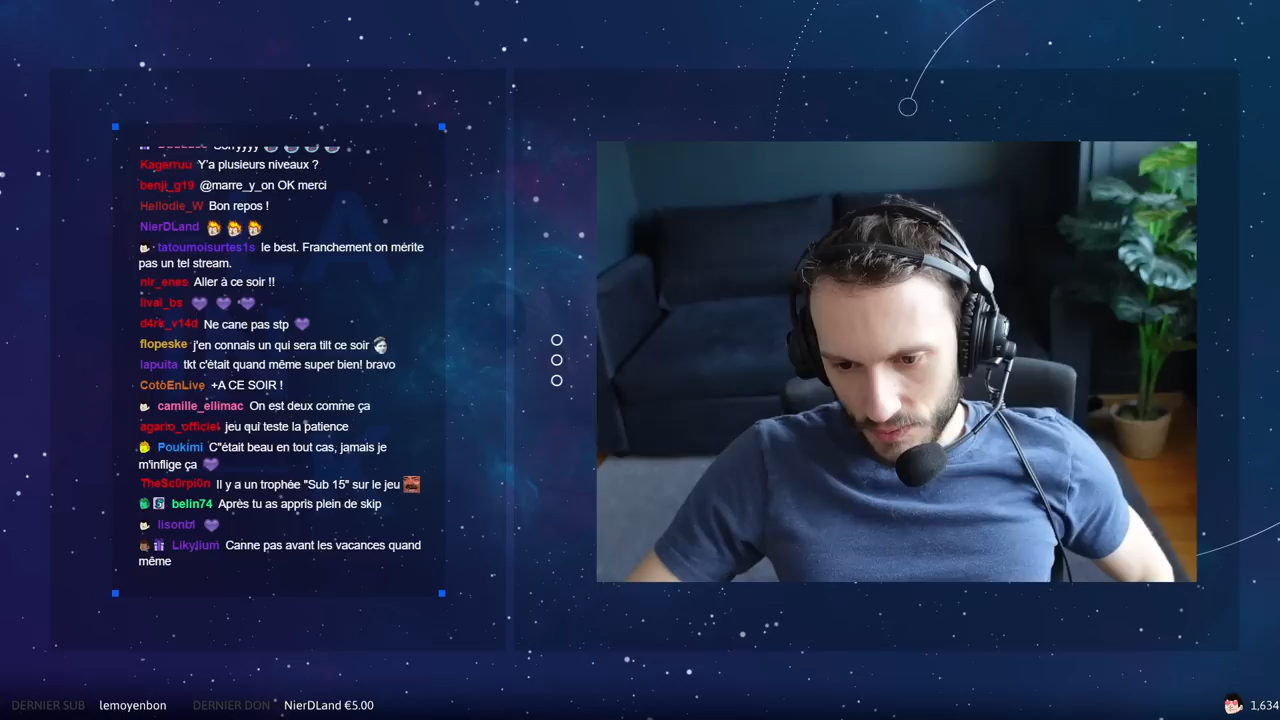 Kagerruu Y'a plusieurs niveaux ?
benji_g19 @marre_y_on OK merci
Hellodie_W Bon repos !
NierDLand
tatoumoisurtes1s le best. Franchement on mérite
pas un tel stream.
nir_enes Aller à ce soir !!
lival_bs
d4rk_v14d Ne cane pas stp
flopeske j'en connais un qui sera tilt ce soir
lapuita tkt c'était quand même super bien! bravo
CotoEnLive +A CE SOIR !
camille_ellimac On est deux comme ça
agario_officiel jeu qui teste la patience
Poukimi C"était beau en tout cas, jamais je
m'inflige ça
TheSc0rpi0n Il y a un trophée "Sub 15" sur le jeu
belin74 Après tu as appris plein de skip
lisonbl
Likylium Canne pas avant les vacances quand
même
DERNIER SUB lemoyenbon DERNIER DON NierDLand €5.00 1,634